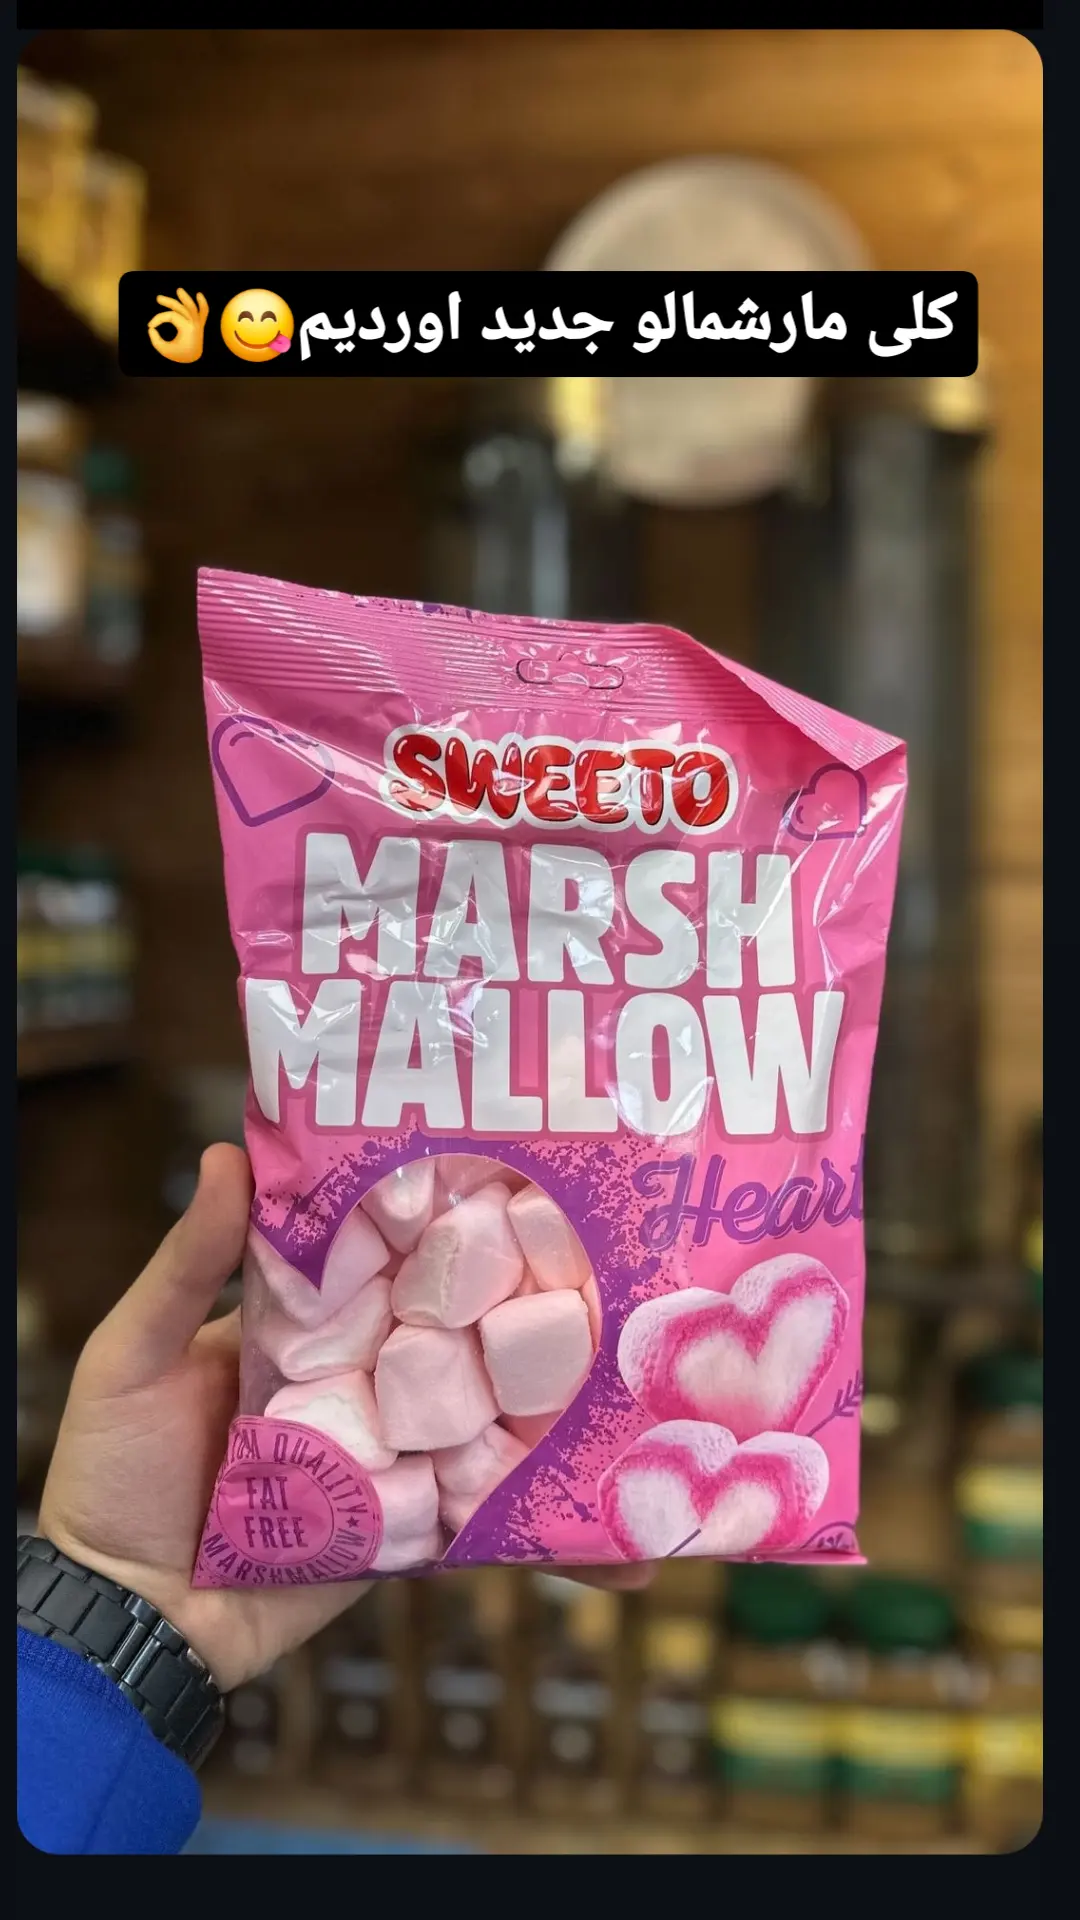 کلی مارشمالو جدید اوردیم😋👌
SWEETO
MARSH
MALLOW
Heart
QUALITY
FAT
FREE
MARSHMALLOW